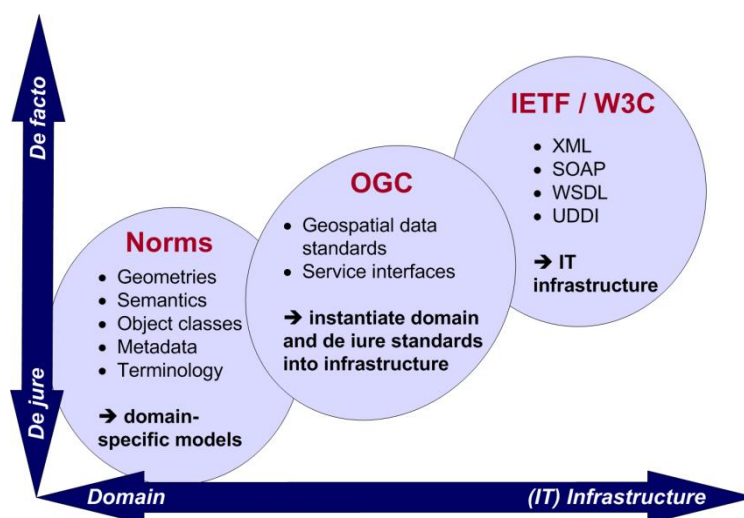 De facto
De jure
Norms
• Geometries
• Semantics
• Object classes
• Metadata
• Terminology
➔ domain-
specific models
OGC
• Geospatial data
standards
• Service interfaces
➔ instantiate domain
and de iure standards
into infrastructure
IETF / W3C
• XML
• SOAP
• WSDL
• UDDI
➔ IT
infrastructure
Domain
(IT) Infrastructure